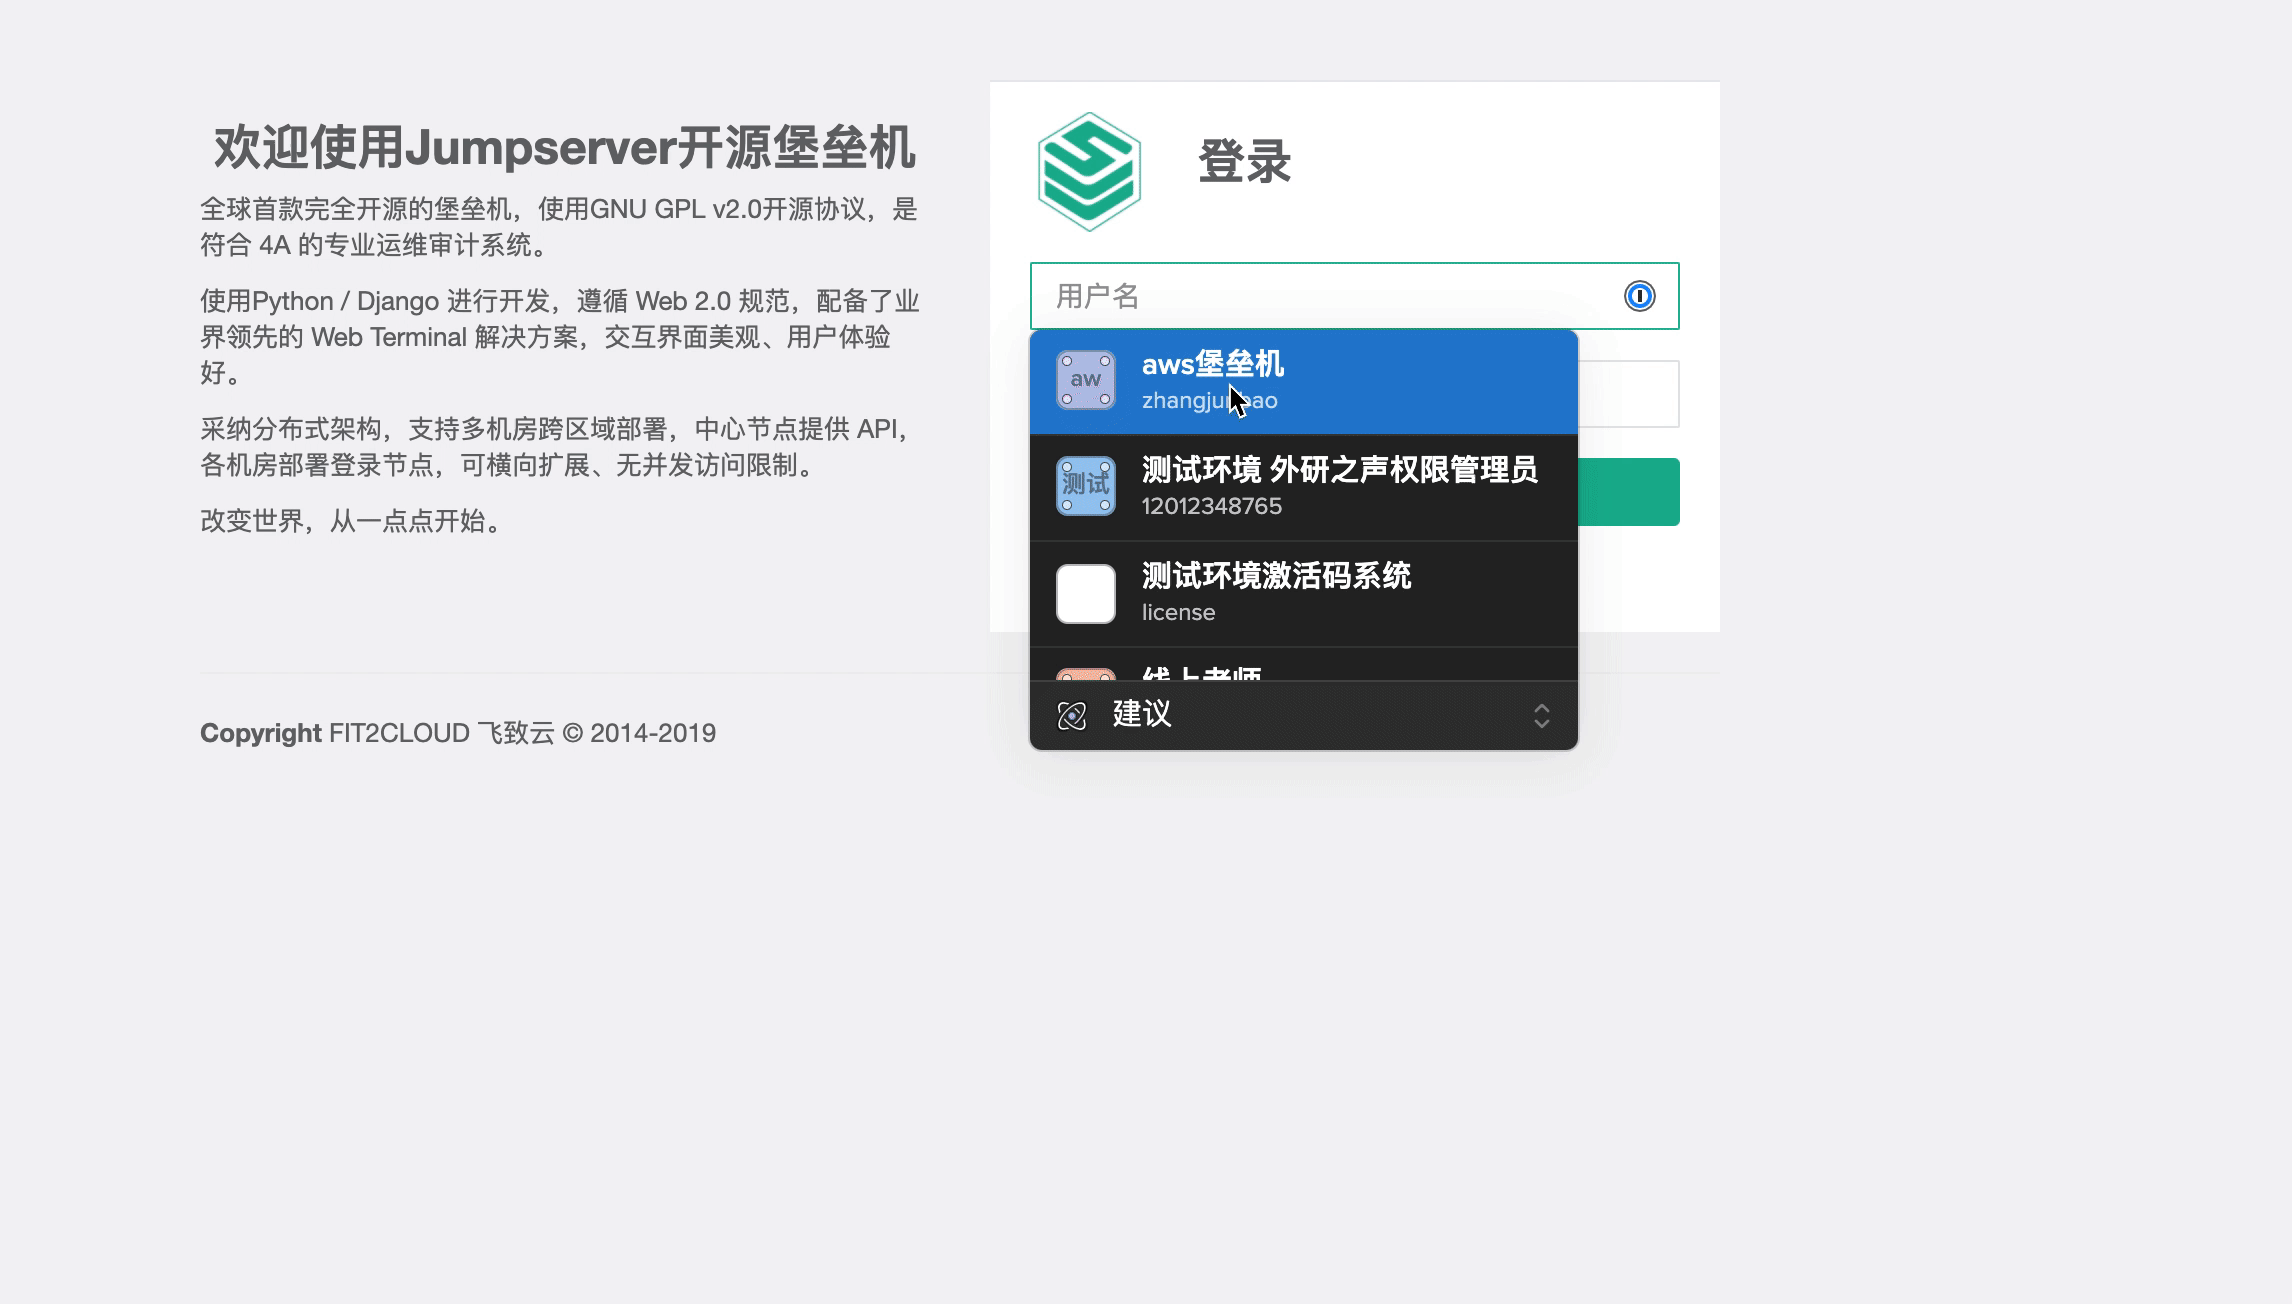 欢迎使用Jumpserver开源堡垒机
全球首款完全开源的堡垒机，使用GNU GPL v2.0开源协议，是
符合 4A 的专业运维审计系统。
使用Python / Django 进行开发，遵循 Web 2.0 规范，配备了业
界领先的 Web Terminal 解决方案，交互界面美观、用户体验
好。
采纳分布式架构，支持多机房跨区域部署，中心节点提供 API，
各机房部署登录节点，可横向扩展、无并发访问限制。
改变世界，从一点点开始。
登录
用户名
aw
aws堡垒机
测试
测试环境 外研之声权限管理员
12012348765
测试环境激活码系统
license
线上老师
建议
Copyright FIT2CLOUD 飞致云 © 2014-2019